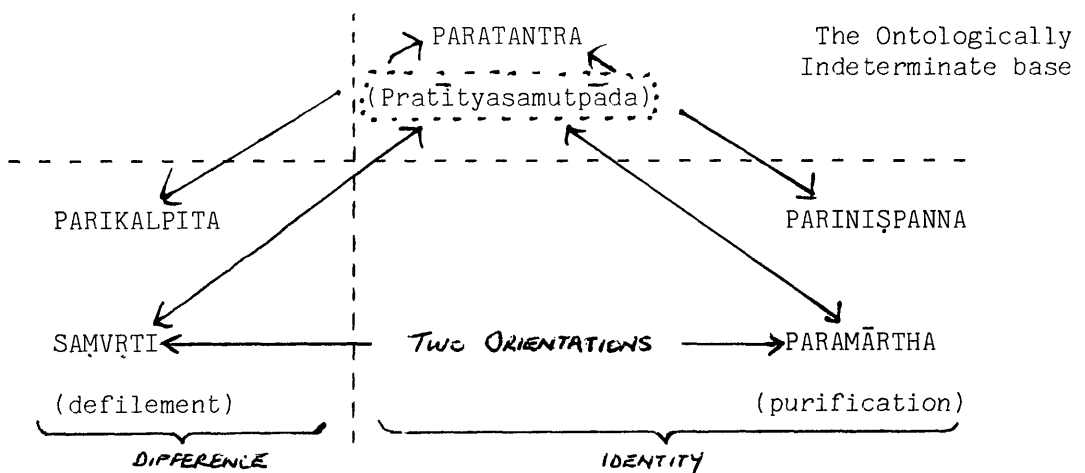 PARATANTRA
The Ontologically
Indeterminate base
(Pratītyasamutpāda)
PARIKALPITA
PARINIṢPANNA
SAṂVṚTI
TWO ORIENTATIONS
PARAMĀRTHA
(defilement)
(purification)
DIFFERENCE
IDENTITY